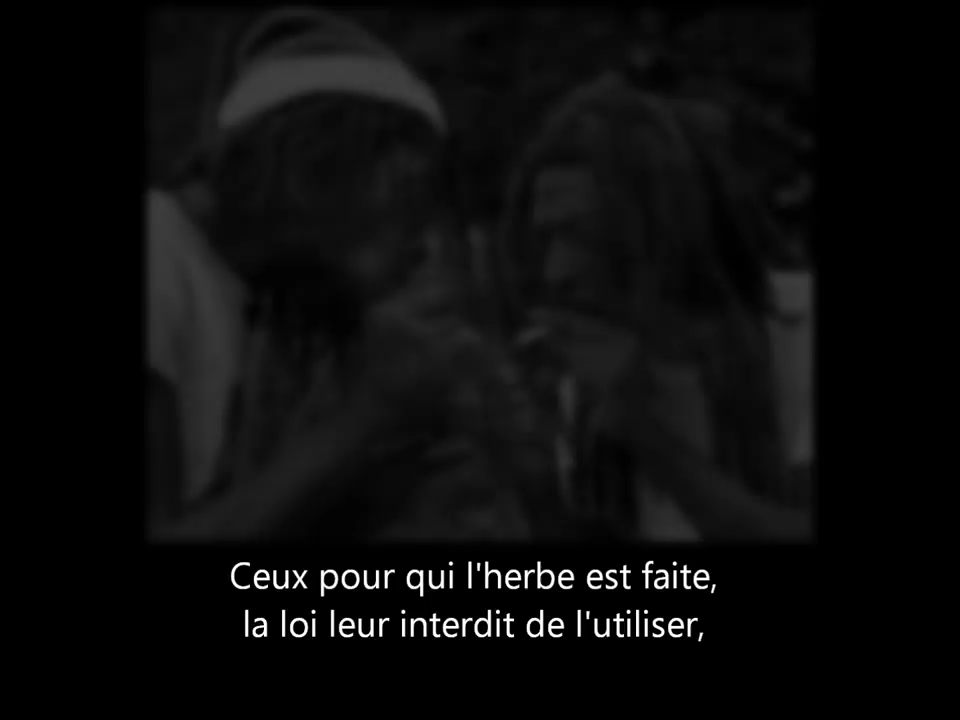 Ceux pour qui l'herbe est faite,
la loi leur interdit de l'utiliser,